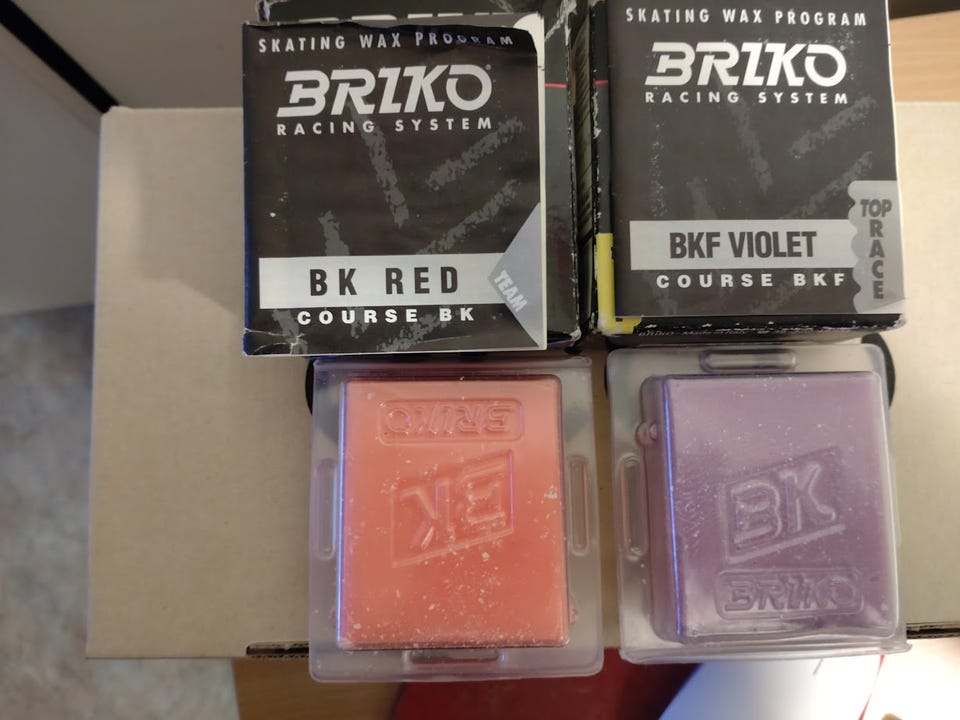 SKATING WAX PROGRAM
BRIKO
RACING SYSTEM
BK RED
TEAM
COURSE BK
SKATING WAX PROGRAM
BRIKO
RACING SYSTEM
BKF VIOLET
TOP RACE
COURSE BKF
BRIKO
BK
BK
BRIKO